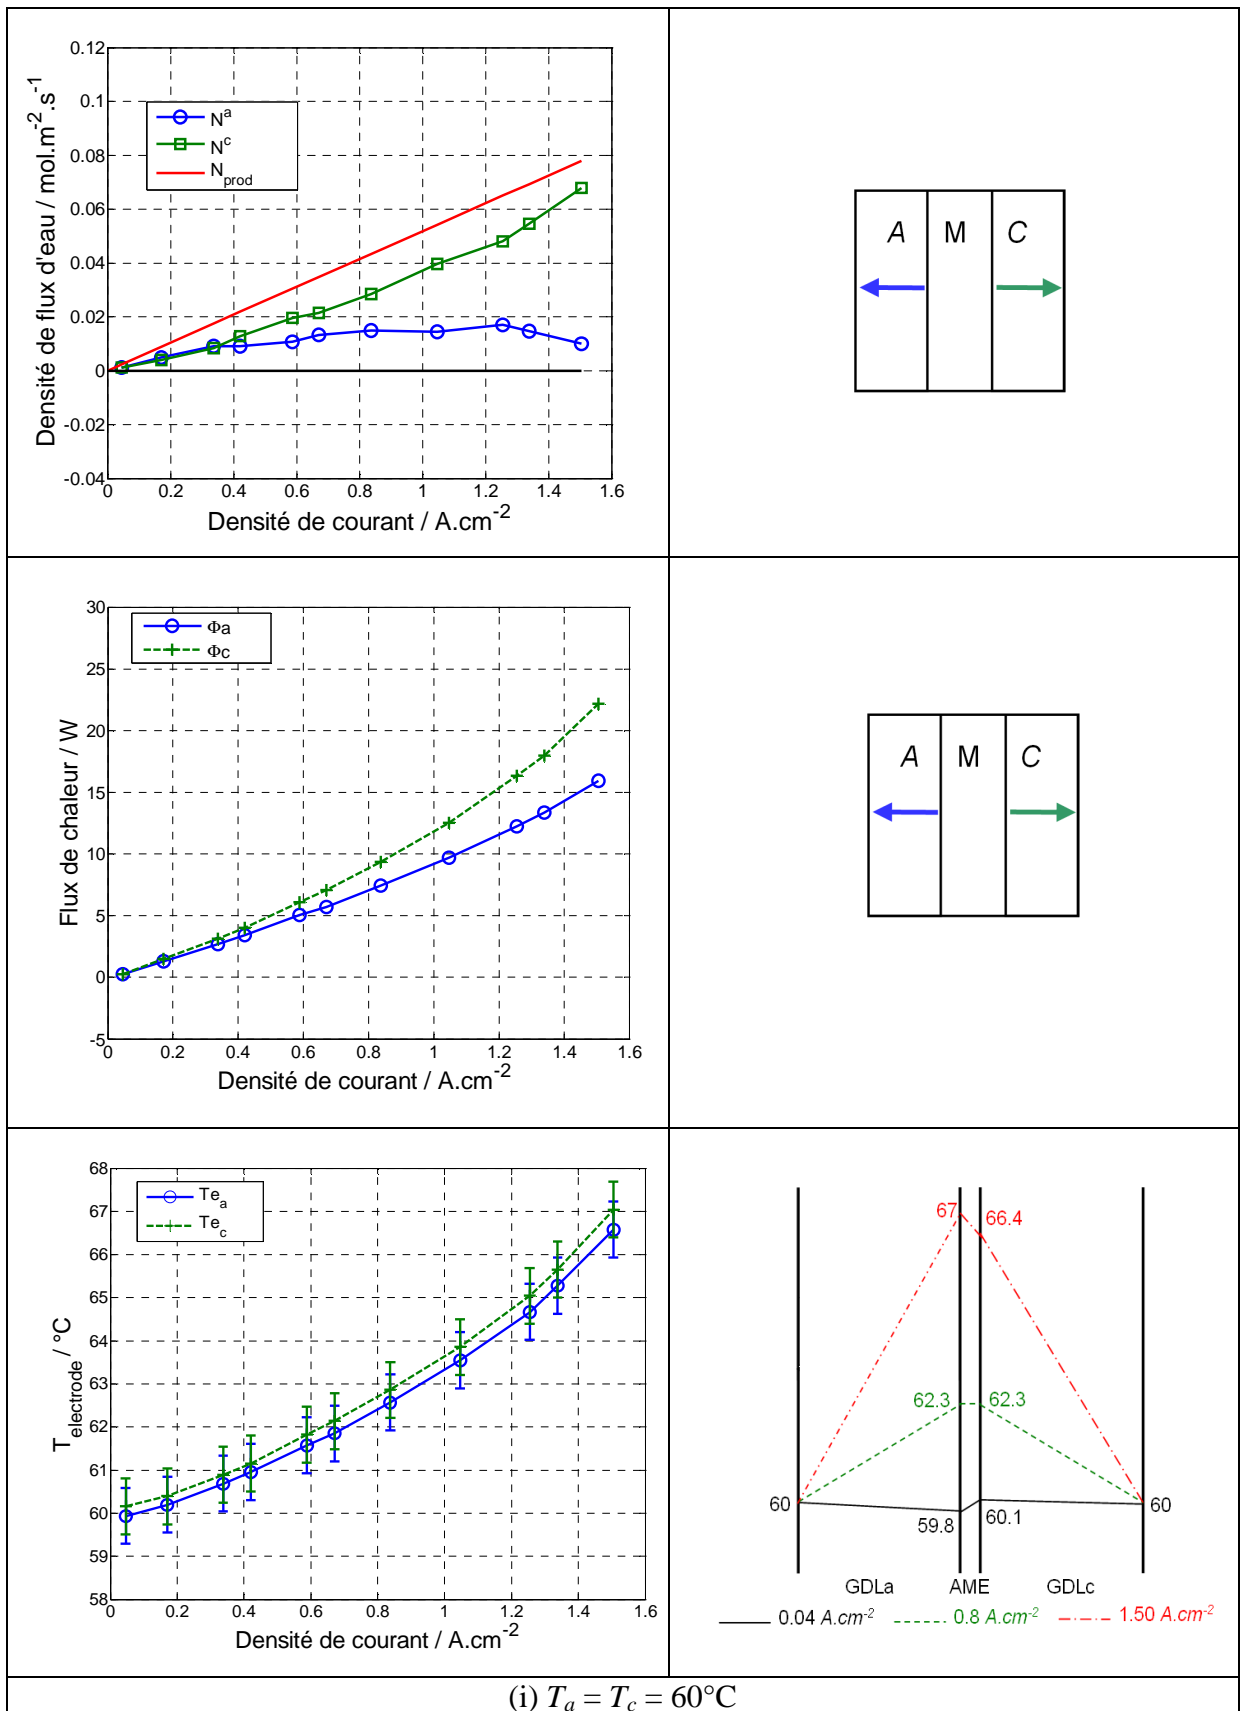 0.12
0.1
0.08
0.06
0.04
0.02
0
-0.02
-0.04
Densité de flux d'eau / mol.m-2.s-1
N^a
N^c
N_prod
0 0.2 0.4 0.6 0.8 1 1.2 1.4 1.6
Densité de courant / A.cm-2
A M C
30
25
20
15
10
5
0
-5
Flux de chaleur / W
Φa
Φc
0 0.2 0.4 0.6 0.8 1 1.2 1.4 1.6
Densité de courant / A.cm-2
A M C
68
67
66
65
64
63
62
61
60
59
58
T_electrode / °C
Te_a
Te_c
0 0.2 0.4 0.6 0.8 1 1.2 1.4 1.6
Densité de courant / A.cm-2
67 66.4
62.3 62.3
60 60
59.8 60.1
GDLa AME GDLc
0.04 A.cm-2 0.8 A.cm-2 1.50 A.cm-2
(i) Ta = Tc = 60°C